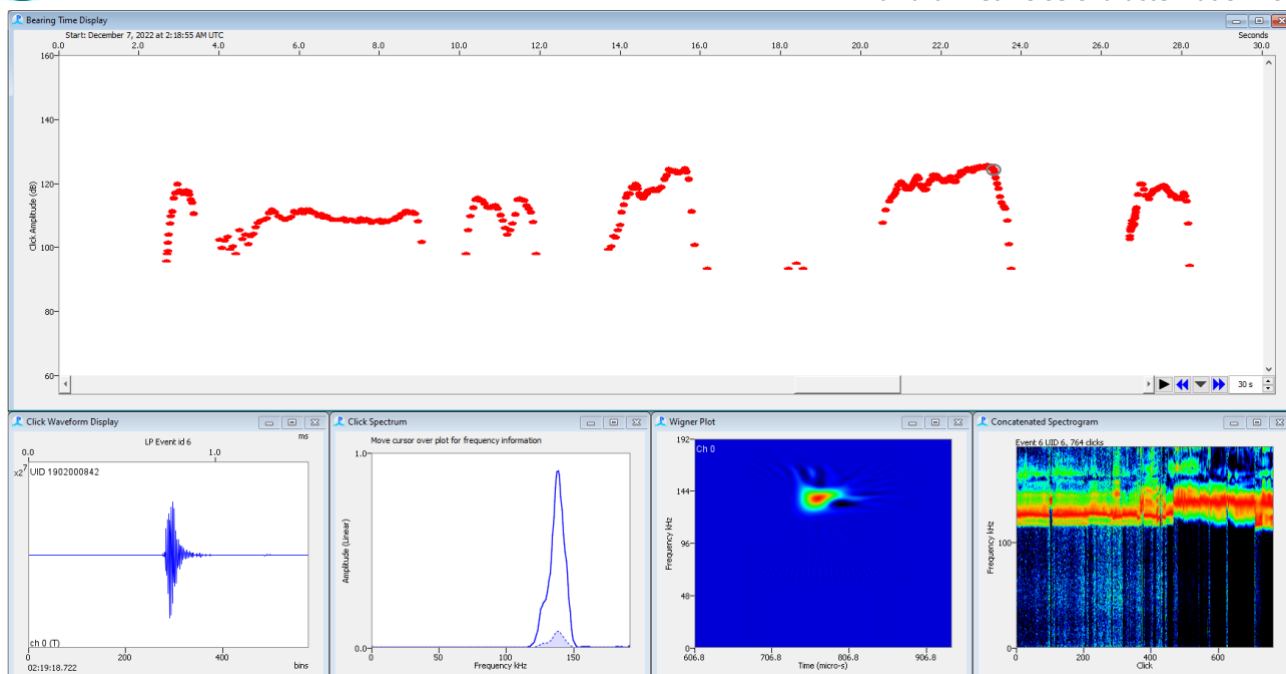 Bearing Time Display
Start: December 7, 2022 at 2:18:55 AM UTC
Seconds
0.0 2.0 4.0 6.0 8.0 10.0 12.0 14.0 16.0 18.0 20.0 22.0 24.0 26.0 28.0 30.0
160
140
120
100
80
60
Click Amplitude (dB)
30 s
Click Waveform Display
LP Event id 6
ms
0.0 1.0
x2^7
UID 1902000842
ch 0 (T)
0 200 400
02:19:18.722
bins
Click Spectrum
Move cursor over plot for frequency information
1.0
Amplitude (Linear)
0.0
0 50 100 150
Frequency kHz
Wigner Plot
192
Ch 0
144
96
48
0
Frequency kHz
606.8 706.8 806.8 906.8
Time (micro-s)
Concatenated Spectrogram
Event 6 UID 6, 764 clicks
100
0
Frequency kHz
0 200 400 600
Click